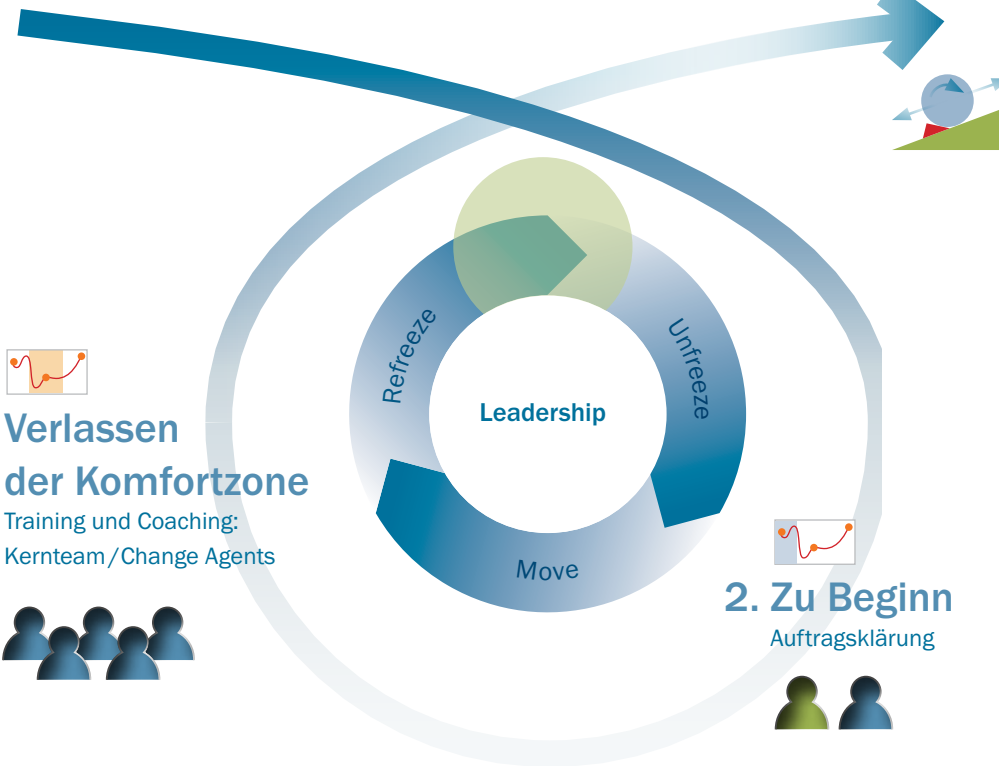 Refreeze
Unfreeze
Leadership
Move
Verlassen
der Komfortzone
Training und Coaching:
Kernteam/Change Agents
2. Zu Beginn
Auftragsklärung